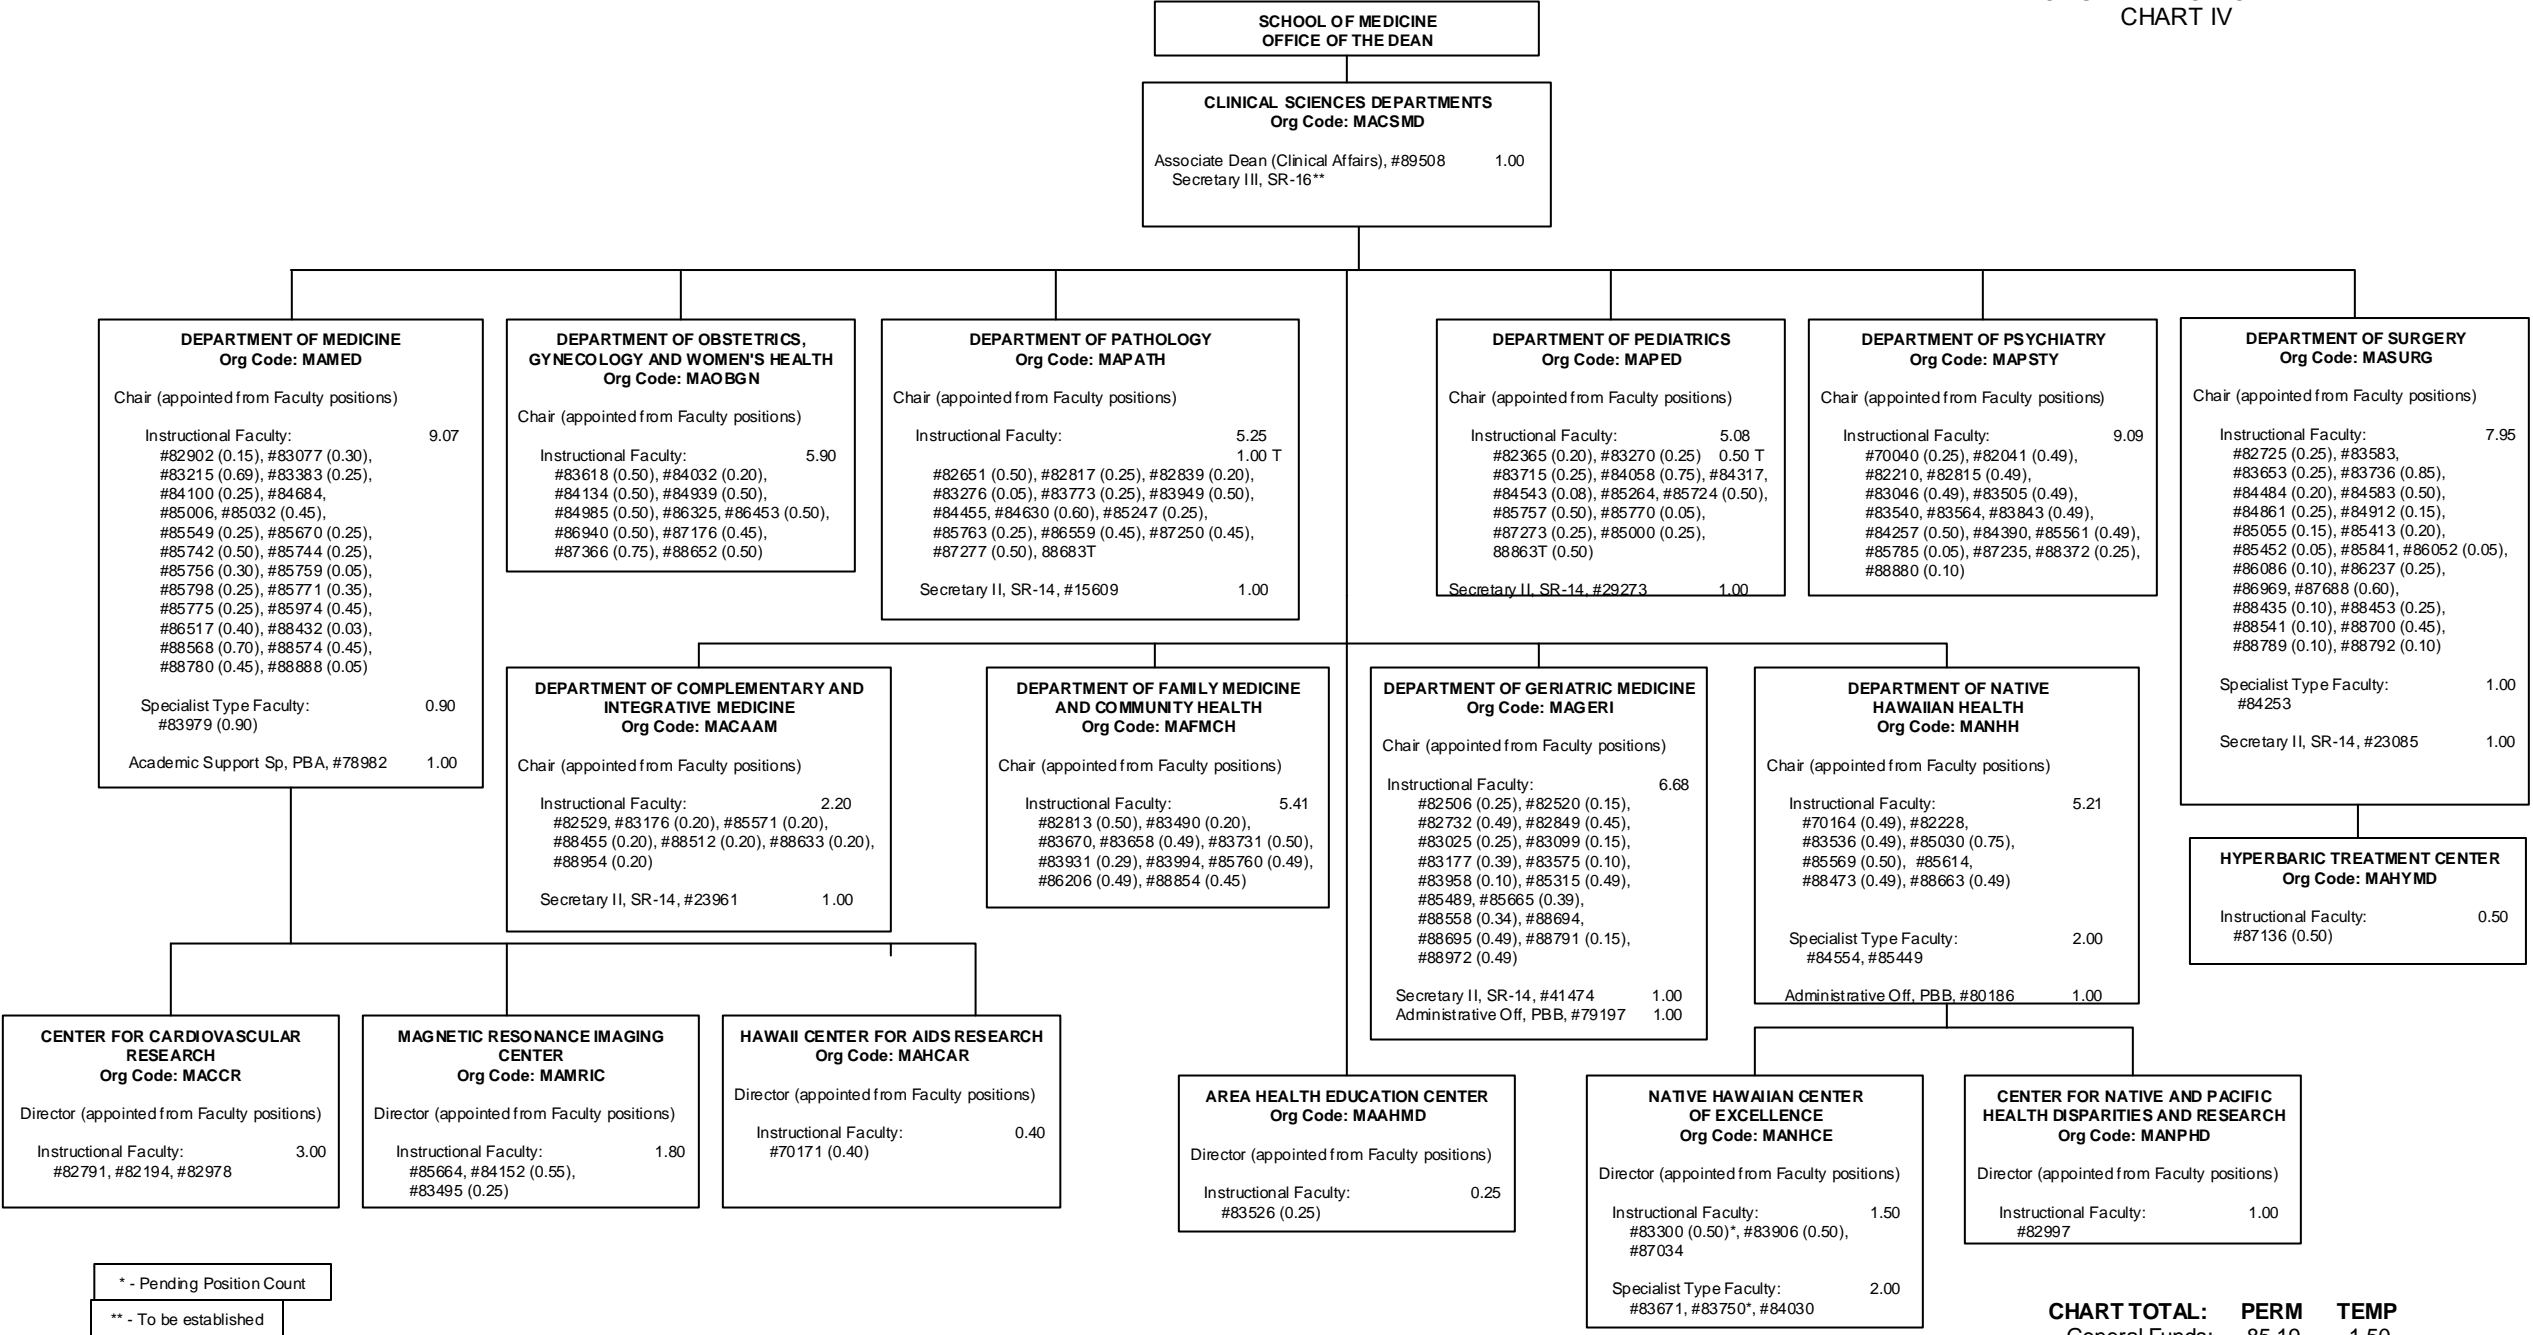 CHART IV
SCHOOL OF MEDICINE
OFFICE OF THE DEAN
CLINICAL SCIENCES DEPARTMENTS
Org Code: MACSMD
Associate Dean (Clinical Affairs), #89508 1.00
Secretary III, SR-16**
DEPARTMENT OF MEDICINE
Org Code: MAMED
Chair (appointed from Faculty positions)
Instructional Faculty: 9.07
#82902 (0.15), #83077 (0.30),
#83215 (0.69), #83383 (0.25),
#84100 (0.25), #84684,
#85006, #85032 (0.45),
#85549 (0.25), #85670 (0.25),
#85742 (0.50), #85744 (0.25),
#85756 (0.30), #85759 (0.05),
#85798 (0.25), #85771 (0.35),
#85775 (0.25), #85974 (0.45),
#86517 (0.40), #88432 (0.03),
#88568 (0.70), #88574 (0.45),
#88780 (0.45), #88888 (0.05)
Specialist Type Faculty: 0.90
#83979 (0.90)
Academic Support Sp, PBA, #78982 1.00
DEPARTMENT OF OBSTETRICS,
GYNECOLOGY AND WOMEN'S HEALTH
Org Code: MAOBGN
Chair (appointed from Faculty positions)
Instructional Faculty: 5.90
#83618 (0.50), #84032 (0.20),
#84134 (0.50), #84939 (0.50),
#84985 (0.50), #86325, #86453 (0.50),
#86940 (0.50), #87176 (0.45),
#87366 (0.75), #88652 (0.50)
DEPARTMENT OF PATHOLOGY
Org Code: MAPATH
Chair (appointed from Faculty positions)
Instructional Faculty: 5.25
1.00 T
#82651 (0.50), #82817 (0.25), #82839 (0.20),
#83276 (0.05), #83773 (0.25), #83949 (0.50),
#84455, #84630 (0.60), #85247 (0.25),
#85763 (0.25), #86559 (0.45), #87250 (0.45),
#87277 (0.50), 88683T
Secretary II, SR-14, #15609 1.00
DEPARTMENT OF PEDIATRICS
Org Code: MAPED
Chair (appointed from Faculty positions)
Instructional Faculty: 5.08
#82365 (0.20), #83270 (0.25) 0.50 T
#83715 (0.25), #84058 (0.75), #84317,
#84543 (0.08), #85264, #85724 (0.50),
#85757 (0.50), #85770 (0.05),
#87273 (0.25), #85000 (0.25),
88863T (0.50)
Secretary II, SR-14, #29273 1.00
DEPARTMENT OF PSYCHIATRY
Org Code: MAPSTY
Chair (appointed from Faculty positions)
Instructional Faculty: 9.09
#70040 (0.25), #82041 (0.49),
#82210, #82815 (0.49),
#83046 (0.49), #83505 (0.49),
#83540, #83564, #83843 (0.49),
#84257 (0.50), #84390, #85561 (0.49),
#85785 (0.05), #87235, #88372 (0.25),
#88880 (0.10)
DEPARTMENT OF SURGERY
Org Code: MASURG
Chair (appointed from Faculty positions)
Instructional Faculty: 7.95
#82725 (0.25), #83583,
#83653 (0.25), #83736 (0.85),
#84484 (0.20), #84583 (0.50),
#84861 (0.25), #84912 (0.15),
#85055 (0.15), #85413 (0.20),
#85452 (0.05), #85841, #86052 (0.05),
#86086 (0.10), #86237 (0.25),
#86969, #87688 (0.60),
#88435 (0.10), #88453 (0.25),
#88541 (0.10), #88700 (0.45),
#88789 (0.10), #88792 (0.10)
Specialist Type Faculty: 1.00
#84253
Secretary II, SR-14, #23085 1.00
DEPARTMENT OF COMPLEMENTARY AND
INTEGRATIVE MEDICINE
Org Code: MACAAM
Chair (appointed from Faculty positions)
Instructional Faculty: 2.20
#82529, #83176 (0.20), #85571 (0.20),
#88455 (0.20), #88512 (0.20), #88633 (0.20),
#88954 (0.20)
Secretary II, SR-14, #23961 1.00
DEPARTMENT OF FAMILY MEDICINE
AND COMMUNITY HEALTH
Org Code: MAFMCH
Chair (appointed from Faculty positions)
Instructional Faculty: 5.41
#82813 (0.50), #83490 (0.20),
#83670, #83658 (0.49), #83731 (0.50),
#83931 (0.29), #83994, #85760 (0.49),
#86206 (0.49), #88854 (0.45)
DEPARTMENT OF GERIATRIC MEDICINE
Org Code: MAGERI
Chair (appointed from Faculty positions)
Instructional Faculty: 6.68
#82506 (0.25), #82520 (0.15),
#82732 (0.49), #82849 (0.45),
#83025 (0.25), #83099 (0.15),
#83177 (0.39), #83575 (0.10),
#83958 (0.10), #85315 (0.49),
#85489, #85665 (0.39),
#88558 (0.34), #88694,
#88695 (0.49), #88791 (0.15),
#88972 (0.49)
Secretary II, SR-14, #41474 1.00
Administrative Off, PBB, #79197 1.00
DEPARTMENT OF NATIVE
HAWAIIAN HEALTH
Org Code: MANHH
Chair (appointed from Faculty positions)
Instructional Faculty: 5.21
#70164 (0.49), #82228,
#83536 (0.49), #85030 (0.75),
#85569 (0.50), #85614,
#88473 (0.49), #88663 (0.49)
Specialist Type Faculty: 2.00
#84554, #85449
Administrative Off, PBB, #80186 1.00
HYPERBARIC TREATMENT CENTER
Org Code: MAHYMD
Instructional Faculty: 0.50
#87136 (0.50)
CENTER FOR CARDIOVASCULAR
RESEARCH
Org Code: MACCR
Director (appointed from Faculty positions)
Instructional Faculty: 3.00
#82791, #82194, #82978
MAGNETIC RESONANCE IMAGING
CENTER
Org Code: MAMRIC
Director (appointed from Faculty positions)
Instructional Faculty: 1.80
#85664, #84152 (0.55),
#83495 (0.25)
HAWAII CENTER FOR AIDS RESEARCH
Org Code: MAHCAR
Director (appointed from Faculty positions)
Instructional Faculty: 0.40
#70171 (0.40)
AREA HEALTH EDUCATION CENTER
Org Code: MAAHMD
Director (appointed from Faculty positions)
Instructional Faculty: 0.25
#83526 (0.25)
NATIVE HAWAIIAN CENTER
OF EXCELLENCE
Org Code: MANHCE
Director (appointed from Faculty positions)
Instructional Faculty: 1.50
#83300 (0.50)*, #83906 (0.50),
#87034
Specialist Type Faculty: 2.00
#83671, #83750*, #84030
CENTER FOR NATIVE AND PACIFIC
HEALTH DISPARITIES AND RESEARCH
Org Code: MANPHD
Director (appointed from Faculty positions)
Instructional Faculty: 1.00
#82997
* - Pending Position Count
** - To be established
CHART TOTAL: PERM TEMP
General Funds: 85.19 1.50